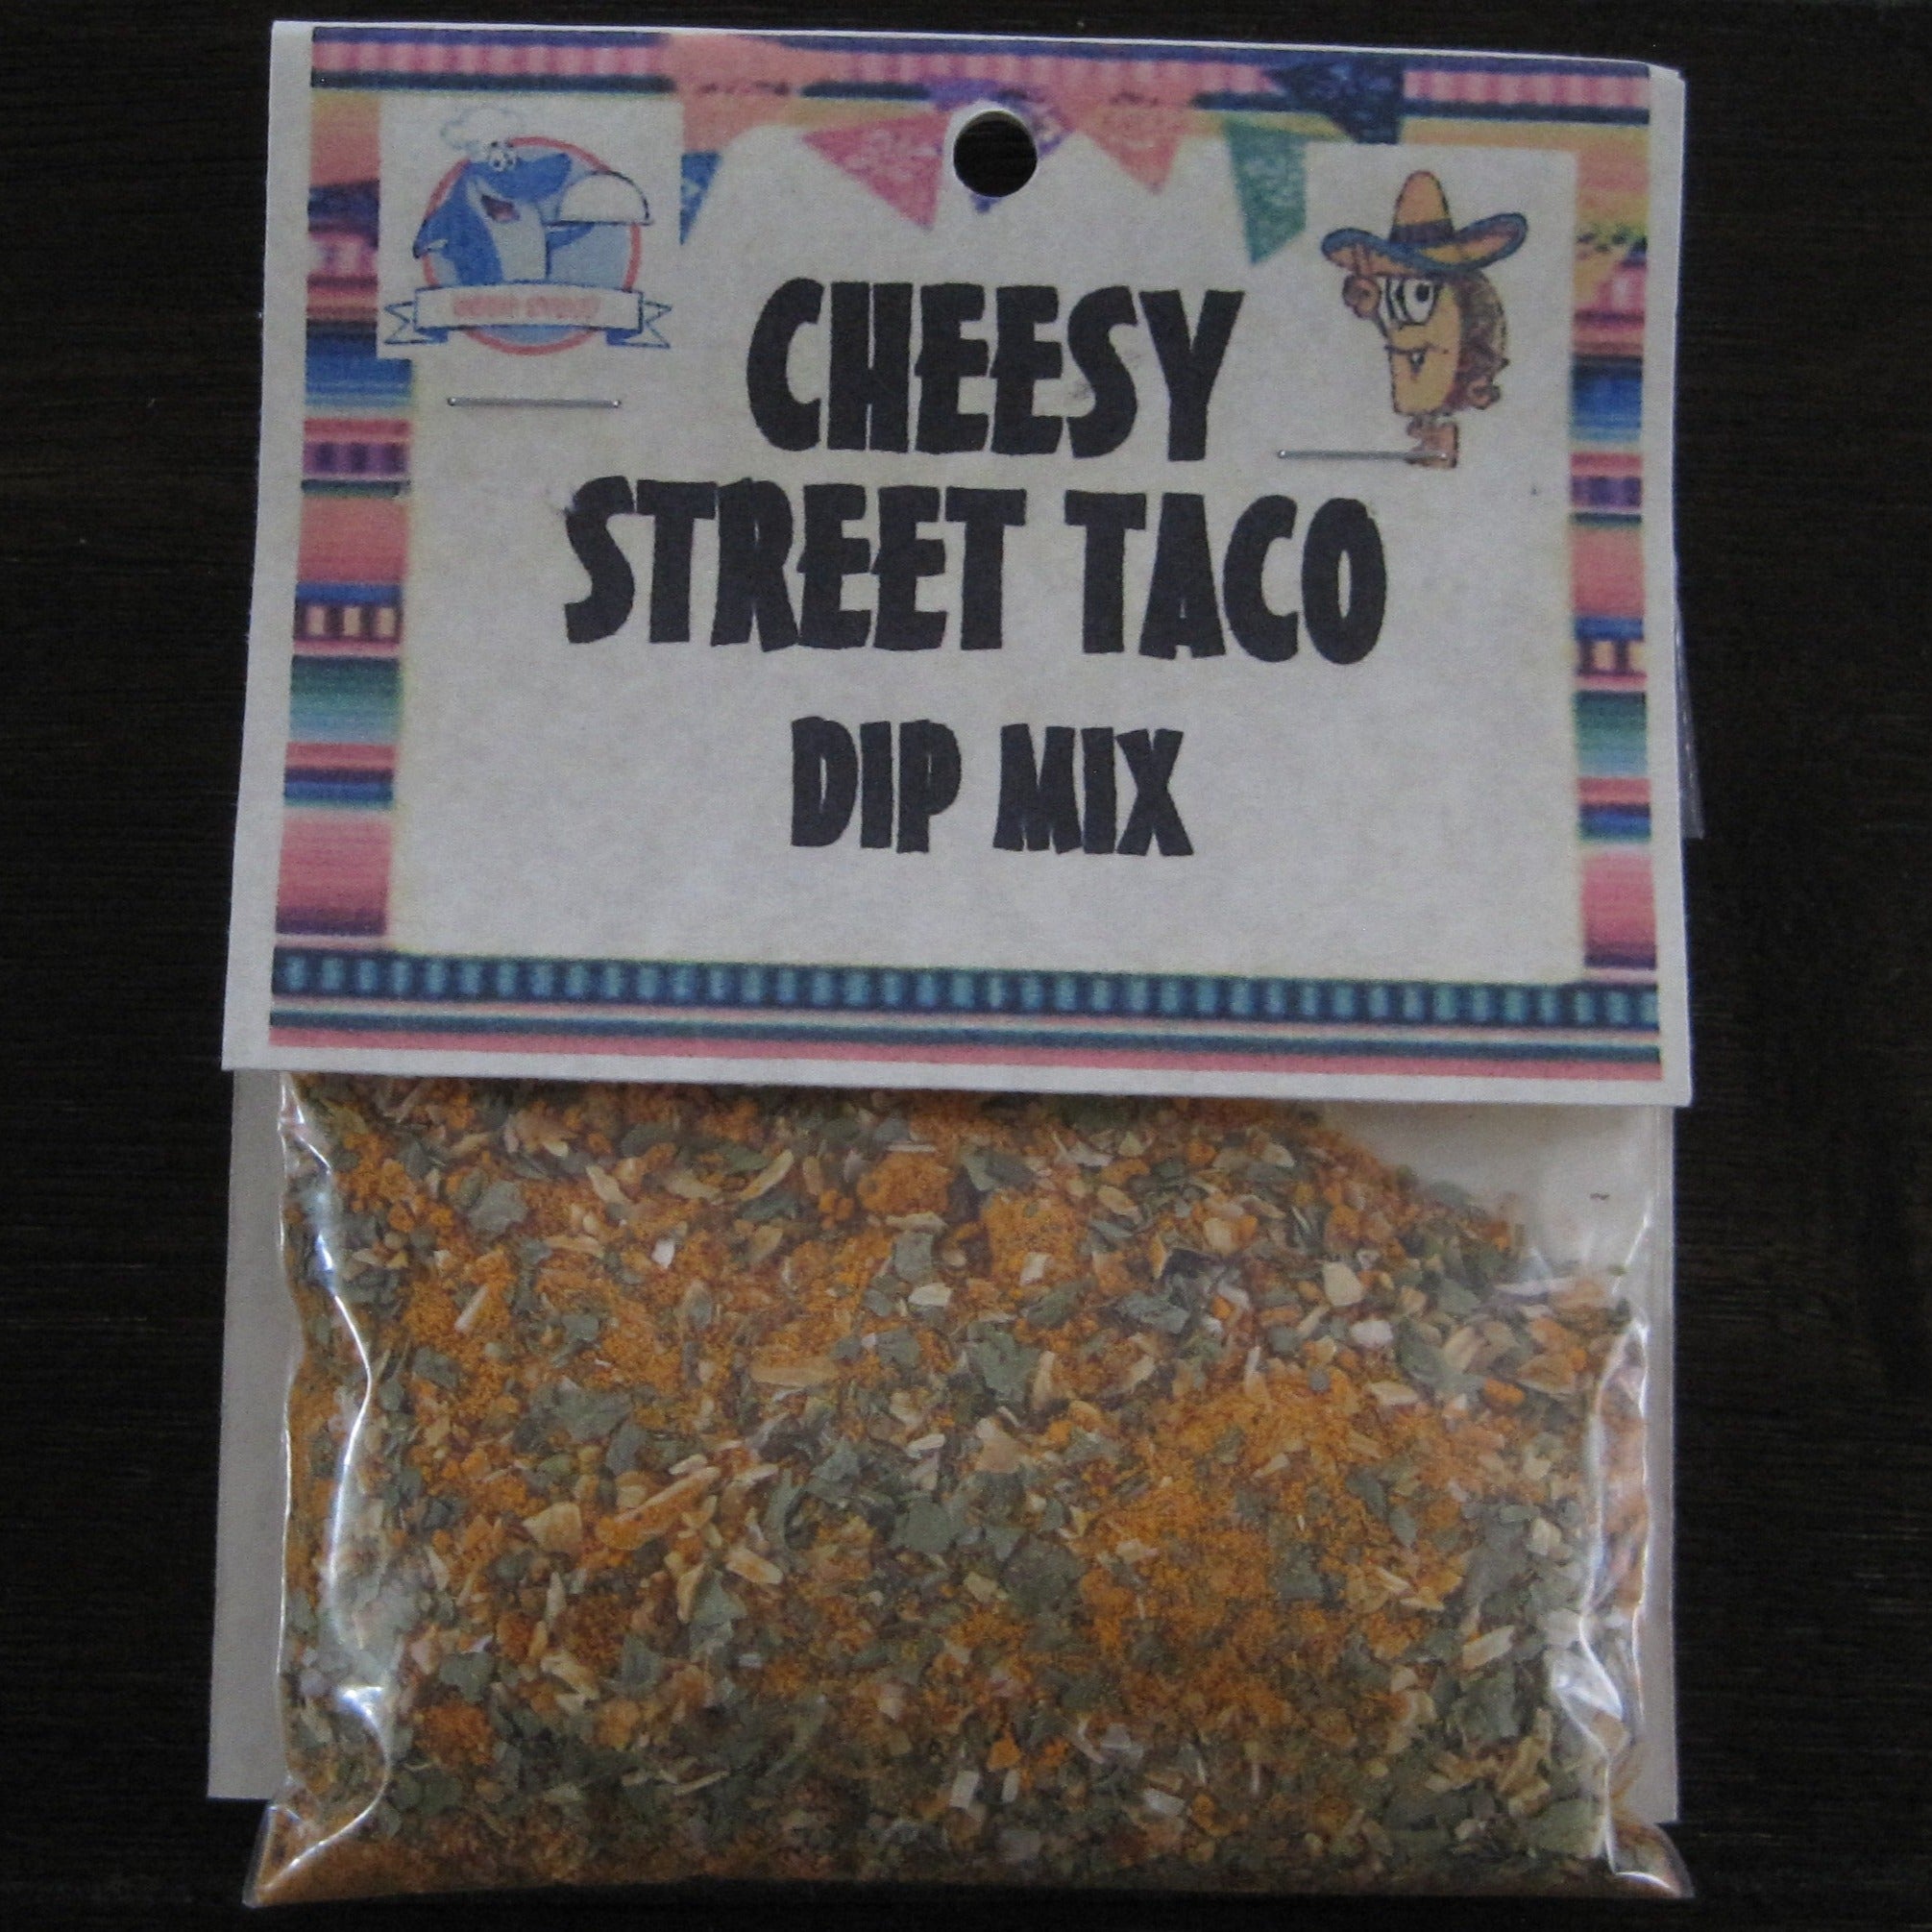 CHEESY
STREET TACO
DIP MIX